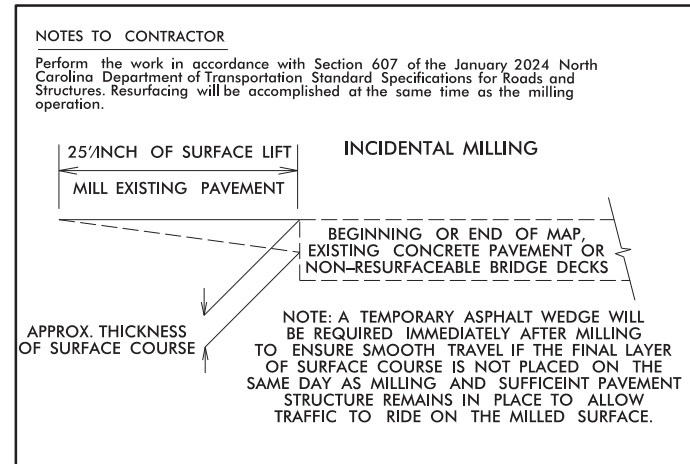 NOTES TO CONTRACTOR
Perform the work in accordance with Section 607 of the January 2024 North
Carolina Department of Transportation Standard Specifications for Roads and
Structures. Resurfacing will be accomplished at the same time as the milling
operation.
25'/INCH OF SURFACE LIFT
INCIDENTAL MILLING
MILL EXISTING PAVEMENT
BEGINNING OR END OF MAP,
EXISTING CONCRETE PAVEMENT OR
NON-RESURFACEABLE BRIDGE DECKS
APPROX. THICKNESS
OF SURFACE COURSE
NOTE: A TEMPORARY ASPHALT WEDGE WILL
BE REQUIRED IMMEDIATELY AFTER MILLING
TO ENSURE SMOOTH TRAVEL IF THE FINAL LAYER
OF SURFACE COURSE IS NOT PLACED ON THE
SAME DAY AS MILLING AND SUFFICEINT PAVEMENT
STRUCTURE REMAINS IN PLACE TO ALLOW
TRAFFIC TO RIDE ON THE MILLED SURFACE.